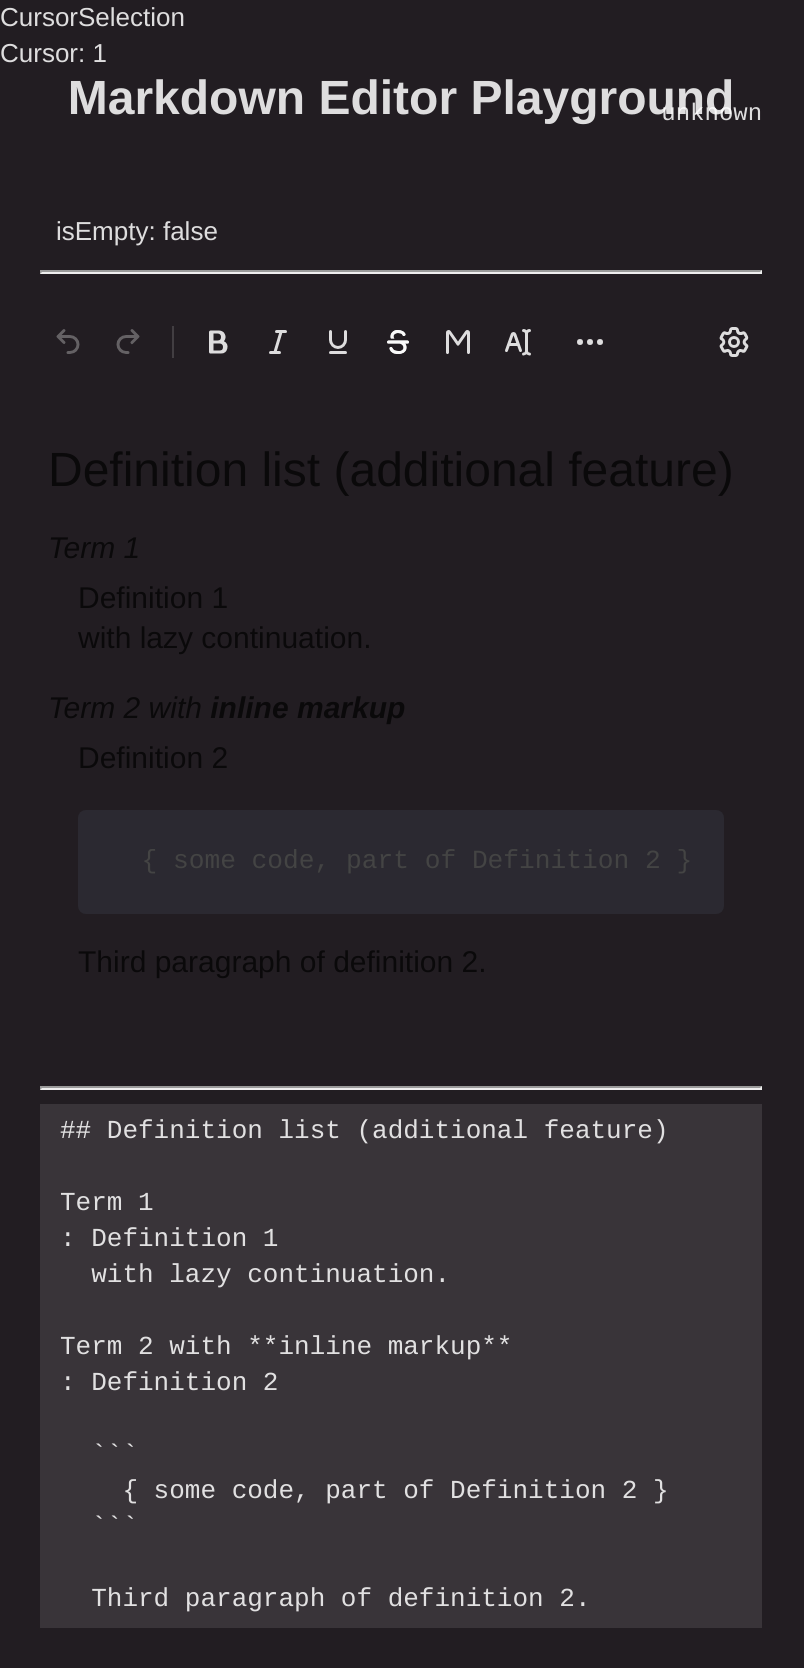 CursorSelection
Cursor: 1
Markdown Editor Playground
unknown
isEmpty: false
Definition list (additional feature)
Term 1
Definition 1
with lazy continuation.
Term 2 with inline markup
Definition 2
{ some code, part of Definition 2 }
Third paragraph of definition 2.
## Definition list (additional feature)
Term 1
: Definition 1
with lazy continuation.
Term 2 with **inline markup**
: Definition 2
```
{ some code, part of Definition 2 }
```
Third paragraph of definition 2.